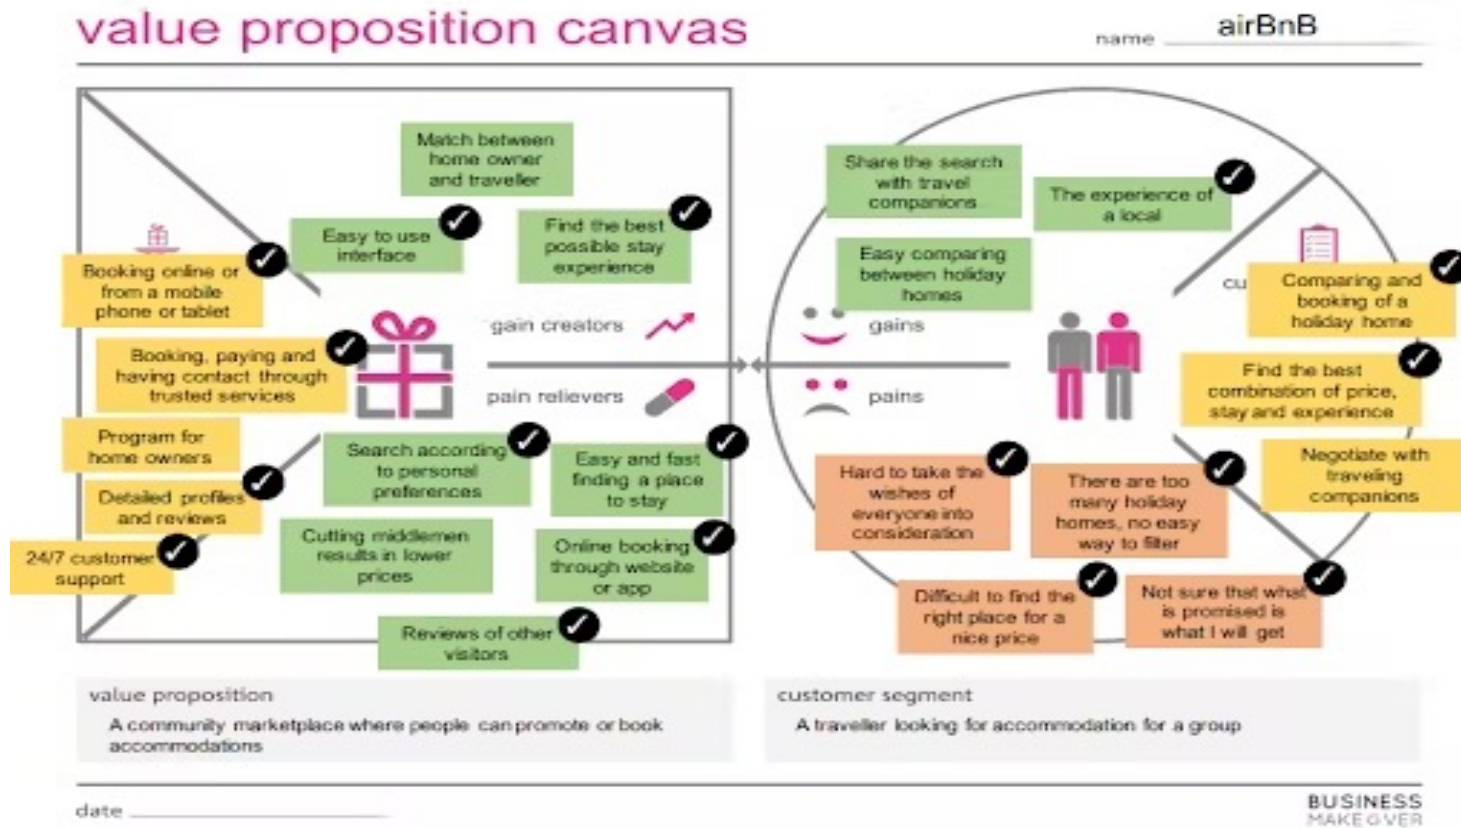 value proposition canvas
name
airBnB
Match between
home owner
and traveller
Easy to use
interface
Find the best
possible stay
experience
Booking online or
from a mobile
phone or tablet
Booking, paying and
having contact through
trusted services
Program for
home owners
Detailed profiles
and reviews
24/7 customer
support
gain creators
pain relievers
Search according
to personal
preferences
Easy and fast
finding a place
to stay
Cutting middlemen
results in lower
prices
Online booking
through website
or app
Reviews of other
visitors
Share the search
with travel
companions
The experience of
a local
Easy comparing
between holiday
homes
gains
pains
cu
Comparing and
booking of a
holiday home
Find the best
combination of price,
stay and experience
Negotiate with
traveling
companions
Hard to take the
wishes of
everyone into
consideration
There are too
many holiday
homes, no easy
way to filter
Difficult to find the
right place for a
nice price
Not sure that what
is promised is
what I will get
value proposition
A community marketplace where people can promote or book
accommodations
customer segment
A traveller looking for accommodation for a group
date
BUSINESS
MAKEOVER